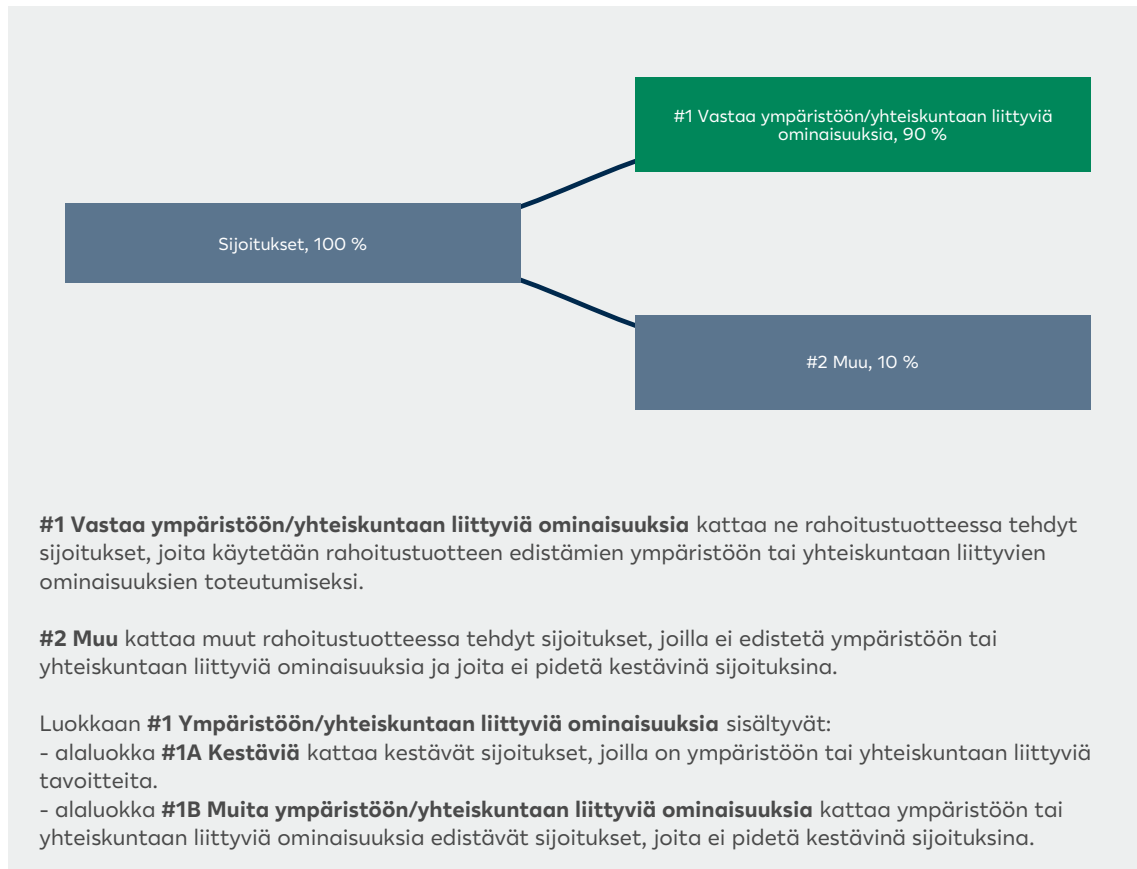 #1 Vastaa ympäristöön/yhteiskuntaan liittyviä
ominaisuuksia, 90 %
Sijoitukset, 100 %
#2 Muu, 10 %
#1 Vastaa ympäristöön/yhteiskuntaan liittyviä ominaisuuksia kattaa ne rahoitustuotteessa tehdyt
sijoitukset, joita käytetään rahoitustuotteen edistämien ympäristöön tai yhteiskuntaan liittyvien
ominaisuuksien toteutumiseksi.
#2 Muu kattaa muut rahoitustuotteessa tehdyt sijoitukset, joilla ei edistetä ympäristöön tai
yhteiskuntaan liittyviä ominaisuuksia ja joita ei pidetä kestävinä sijoituksina.
Luokkaan #1 Ympäristöön/yhteiskuntaan liittyviä ominaisuuksia sisältyvät:
- alaluokka #1A Kestäviä kattaa kestävät sijoitukset, joilla on ympäristöön tai yhteiskuntaan liittyviä
tavoitteita.
- alaluokka #1B Muita ympäristöön/yhteiskuntaan liittyviä ominaisuuksia kattaa ympäristöön tai
yhteiskuntaan liittyviä ominaisuuksia edistävät sijoitukset, joita ei pidetä kestävinä sijoituksina.